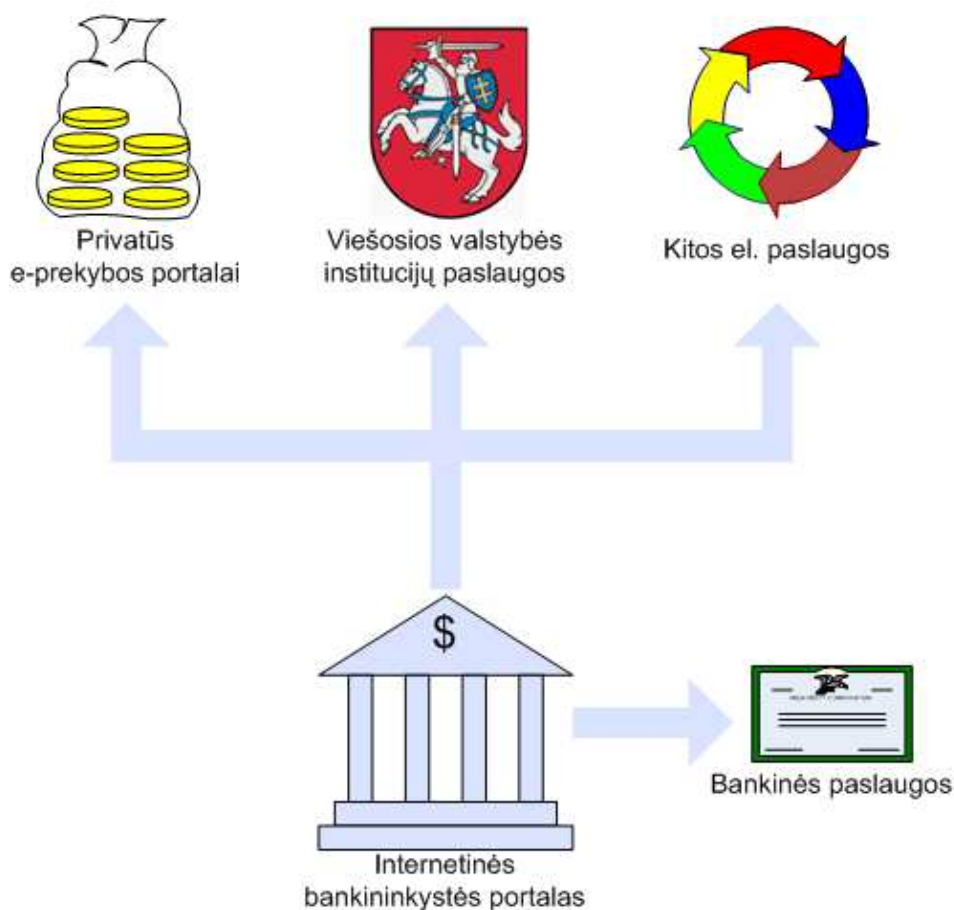 Privatūs
e-prekybos portalai
Viešosios valstybės
institucijų paslaugos
Kitos el. paslaugos
$
Bankinės paslaugos
Internetinės
bankininkystės portalas